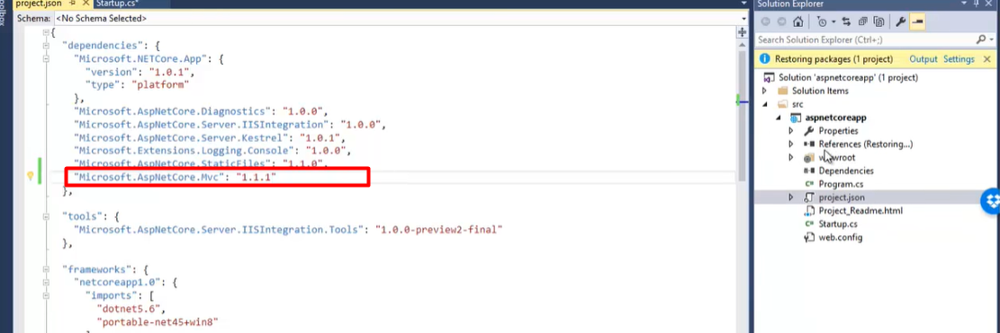 project.json
Startup.cs*
Schema: <No Schema Selected>
{
"dependencies": {
"Microsoft.NETCore.App": {
"version": "1.0.1",
"type": "platform"
},
"Microsoft.AspNetCore.Diagnostics": "1.0.0",
"Microsoft.AspNetCore.Server.IISIntegration": "1.0.0",
"Microsoft.AspNetCore.Server.Kestrel": "1.0.1",
"Microsoft.Extensions.Logging.Console": "1.0.0",
"Microsoft.AspNetCore.StaticFiles": "1.1.0",
"Microsoft.AspNetCore.Mvc": "1.1.1"
},
"tools": {
"Microsoft.AspNetCore.Server.IISIntegration.Tools": "1.0.0-preview2-final"
},
"frameworks": {
"netcoreapp1.0": {
"imports": [
"dotnet5.6",
"portable-net45+win8"
Solution Explorer
Search Solution Explorer (Ctrl+;)
Restoring packages (1 project) Output Settings
Solution 'aspnetcoreapp' (1 project)
Solution Items
src
aspnetcoreapp
Properties
References (Restoring...)
wwwroot
Dependencies
Program.cs
project.json
Project_Readme.html
Startup.cs
web.config